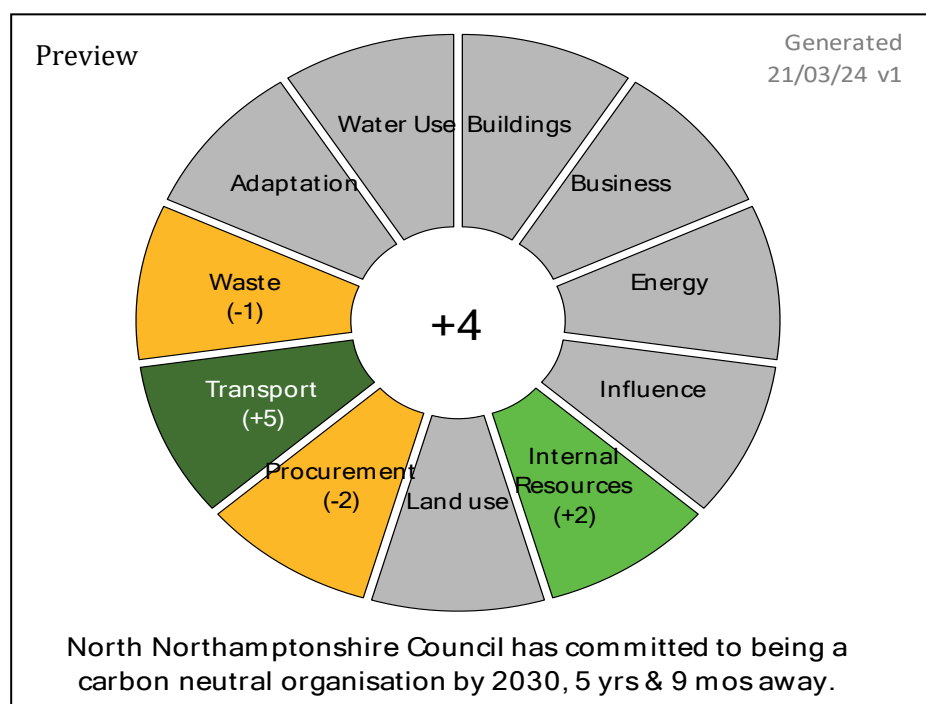 Preview
Generated
21/03/24 v1
Water Use
Buildings
Adaptation
Business
Waste
(-1)
Energy
+4
Transport
(+5)
Influence
Procurement
(-2)
Land use
Internal
Resources
(+2)
North Northamptonshire Council has committed to being a
carbon neutral organisation by 2030, 5 yrs & 9 mos away.